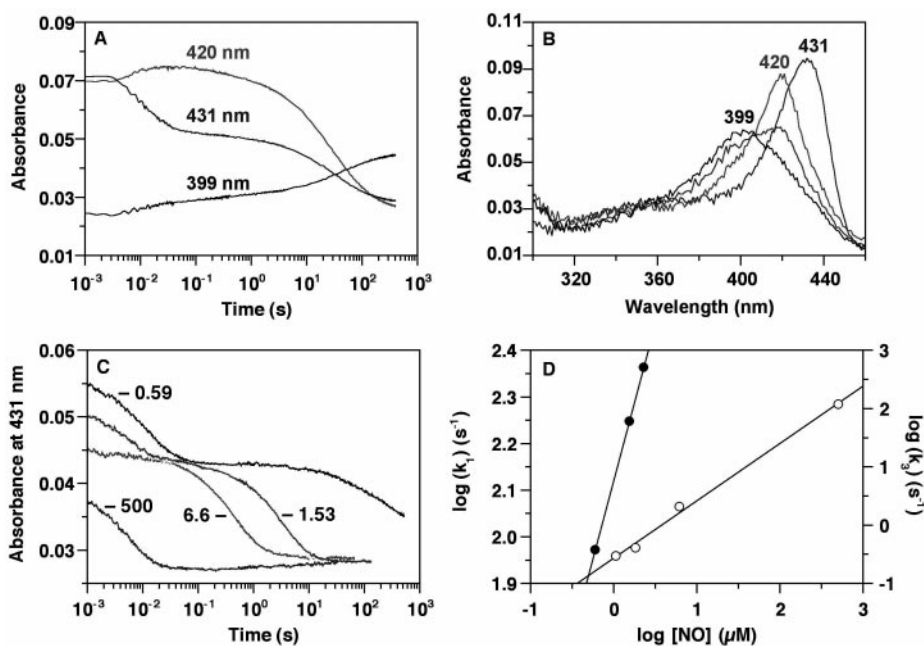 A
0.09
0.07
0.05
0.03
0.01
Absorbance
420 nm
431 nm
399 nm
10⁻³ 10⁻² 10⁻¹ 10⁰ 10¹ 10² 10³
Time (s)
B
0.11
0.09
0.07
0.05
0.03
0.01
Absorbance
399
420
431
320 360 400 440
Wavelength (nm)
C
0.06
0.05
0.04
0.03
Absorbance at 431 nm
– 0.59
– 500
6.6 –
– 1.53
10⁻³ 10⁻² 10⁻¹ 10⁰ 10¹ 10² 10³
Time (s)
D
2.4
2.3
2.2
2.1
2.0
1.9
log (k₁) (s⁻¹)
3
2
1
0
-1
log (k₃) (s⁻¹)
-1 0 1 2 3
log [NO] (µM)